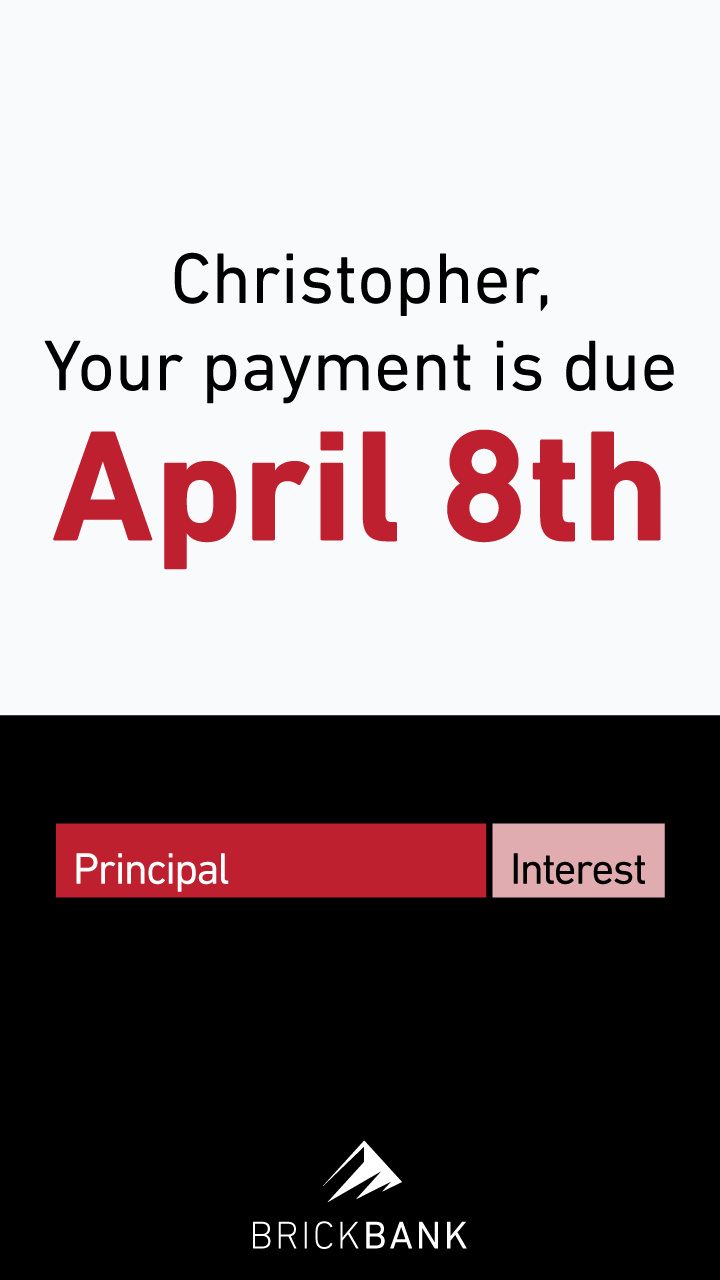 Christopher,
Your payment is due
April 8th
Principal
Interest
BRICKBANK